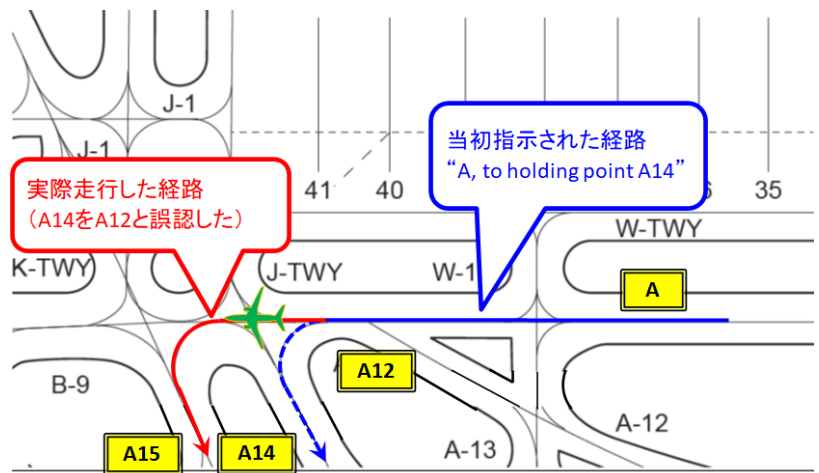 J-1
J-1
当初指示された経路
“A, to holding point A14”
実際走行した経路
（A14をA12と誤認した）
41
40
35
W-TWY
K-TWY
J-TWY
W-1
A
A12
B-9
A-12
A-13
A15
A14